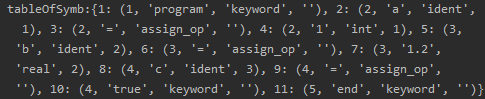 tableOfSymb:{1: (1, 'program', 'keyword', ''), 2: (2, 'a', 'ident',
1), 3: (2, '=', 'assign_op', ''), 4: (2, '1', 'int', 1), 5: (3,
'b', 'ident', 2), 6: (3, '=', 'assign_op', ''), 7: (3, '1.2',
'real', 2), 8: (4, 'c', 'ident', 3), 9: (4, '=', 'assign_op',
''), 10: (4, 'true', 'keyword', ''), 11: (5, 'end', 'keyword', '')}